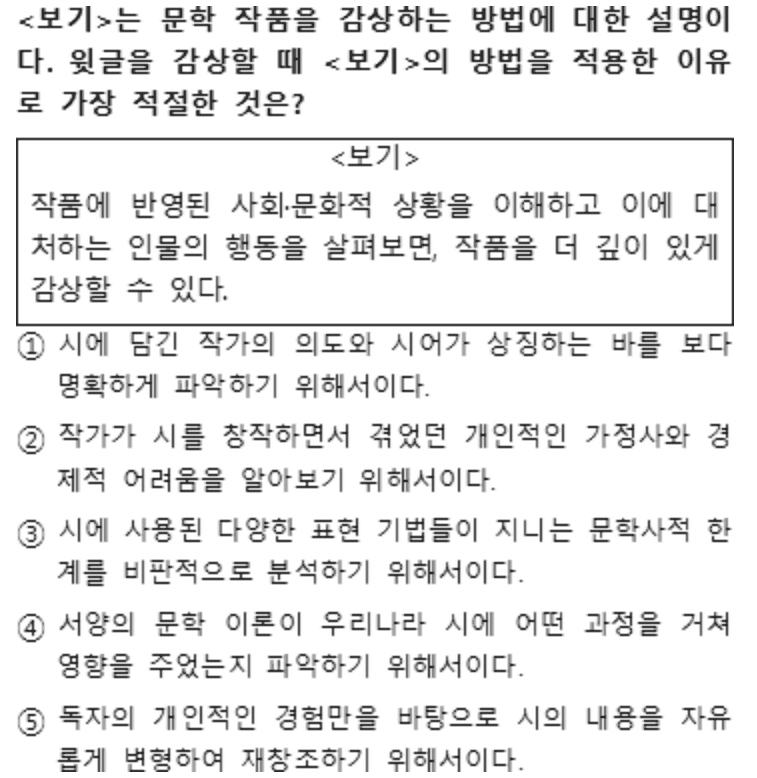 <보기>는 문학 작품을 감상하는 방법에 대한 설명이
다. 윗글을 감상할 때 <보기>의 방법을 적용한 이유
로 가장 적절한 것은?
<보기>
작품에 반영된 사회·문화적 상황을 이해하고 이에 대
처하는 인물의 행동을 살펴보면, 작품을 더 깊이 있게
감상할 수 있다.
① 시에 담긴 작가의 의도와 시어가 상징하는 바를 보다
명확하게 파악하기 위해서이다.
② 작가가 시를 창작하면서 겪었던 개인적인 가정사와 경
제적 어려움을 알아보기 위해서이다.
③ 시에 사용된 다양한 표현 기법들이 지니는 문학사적 한
계를 비판적으로 분석하기 위해서이다.
④ 서양의 문학 이론이 우리나라 시에 어떤 과정을 거쳐
영향을 주었는지 파악하기 위해서이다.
⑤ 독자의 개인적인 경험만을 바탕으로 시의 내용을 자유
롭게 변형하여 재창조하기 위해서이다.